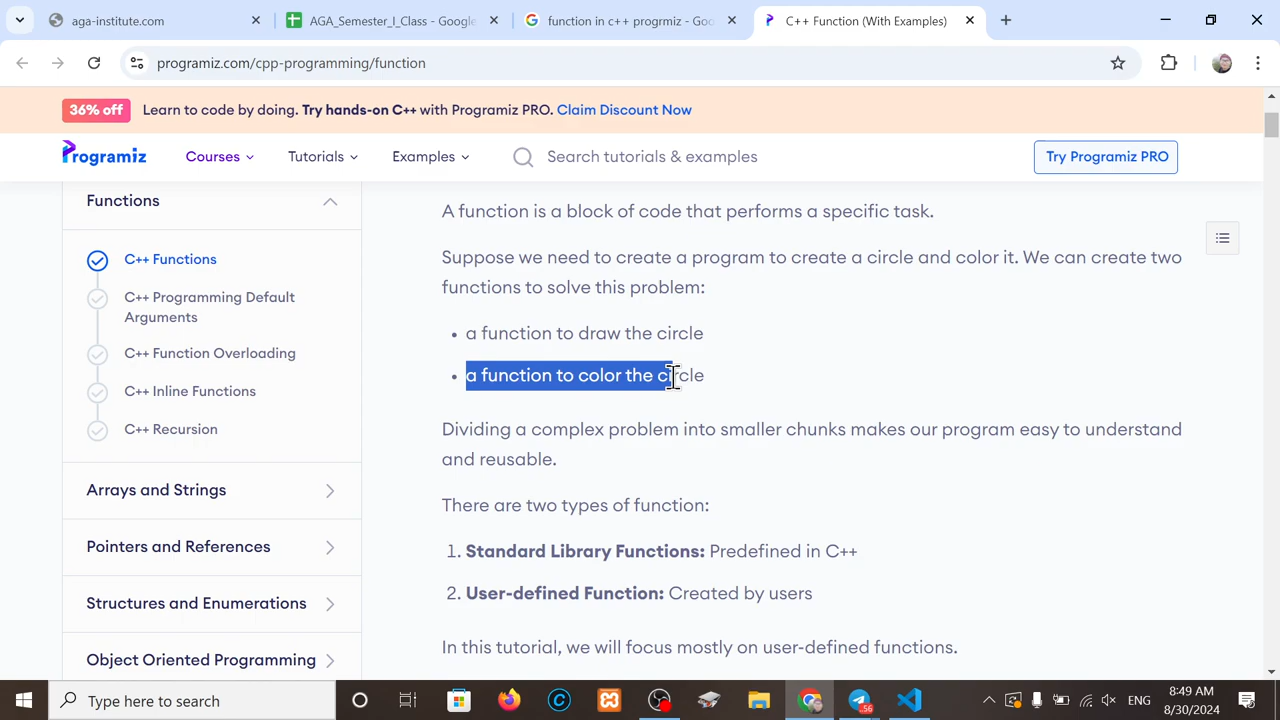 aga-institute.com
AGA_Semester_I_Class - Google
function in c++ progrmiz - Goo
C++ Function (With Examples)
programiz.com/cpp-programming/function
36% off
Learn to code by doing. Try hands-on C++ with Programiz PRO. Claim Discount Now
Programiz
Courses
Tutorials
Examples
Search tutorials & examples
Try Programiz PRO
Functions
C++ Functions
C++ Programming Default
Arguments
C++ Function Overloading
C++ Inline Functions
C++ Recursion
Arrays and Strings
Pointers and References
Structures and Enumerations
Object Oriented Programming
A function is a block of code that performs a specific task.
Suppose we need to create a program to create a circle and color it. We can create two
functions to solve this problem:
• a function to draw the circle
• a function to color the circle
Dividing a complex problem into smaller chunks makes our program easy to understand
and reusable.
There are two types of function:
1. Standard Library Functions: Predefined in C++
2. User-defined Function: Created by users
In this tutorial, we will focus mostly on user-defined functions.
Type here to search
.56
ENG
8:49 AM
8/30/2024